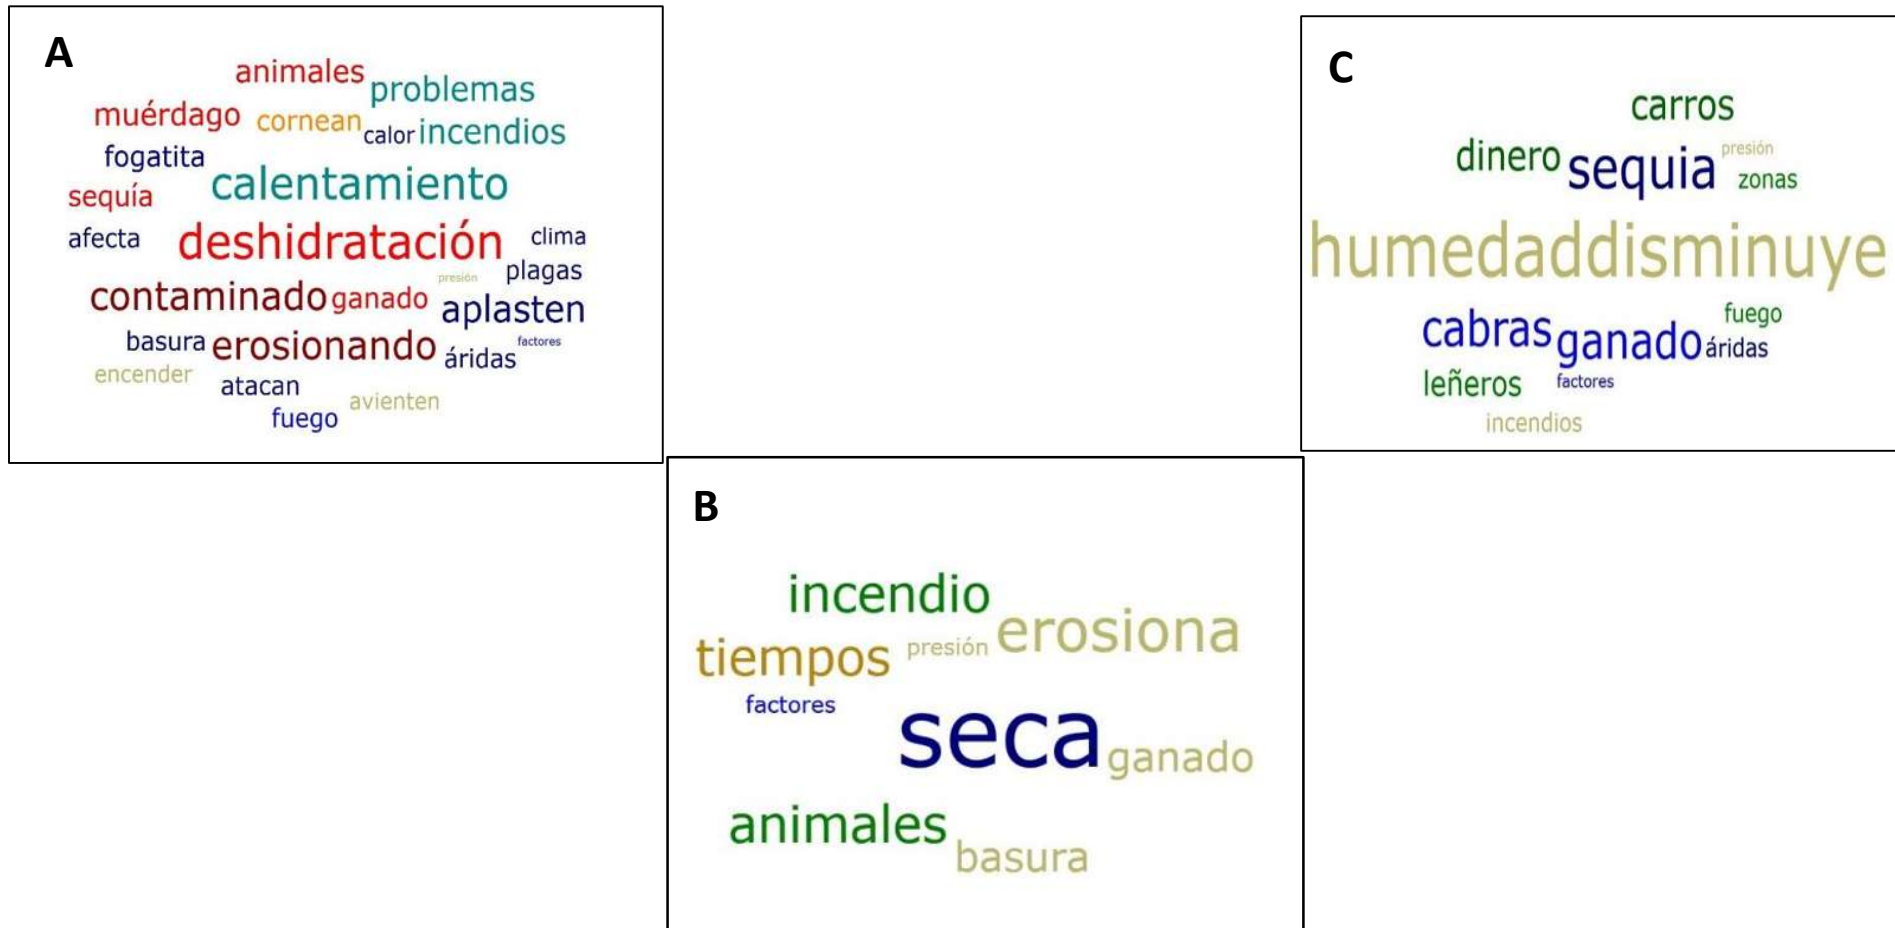 A
animales
problemas
muérdago cornean calor incendios
fogatita
calentamiento
sequía
afecta deshidratación clima
presión plagas
contaminado ganado aplasten
basura erosionando áridas factores
encender atacan avienten
fuego
C
carros
dinero sequia presión
zonas
humedaddisminuye
cabras ganado áridas fuego
leñeros factores
incendios
B
incendio
tiempos presión erosiona
factores
seca ganado
animales basura